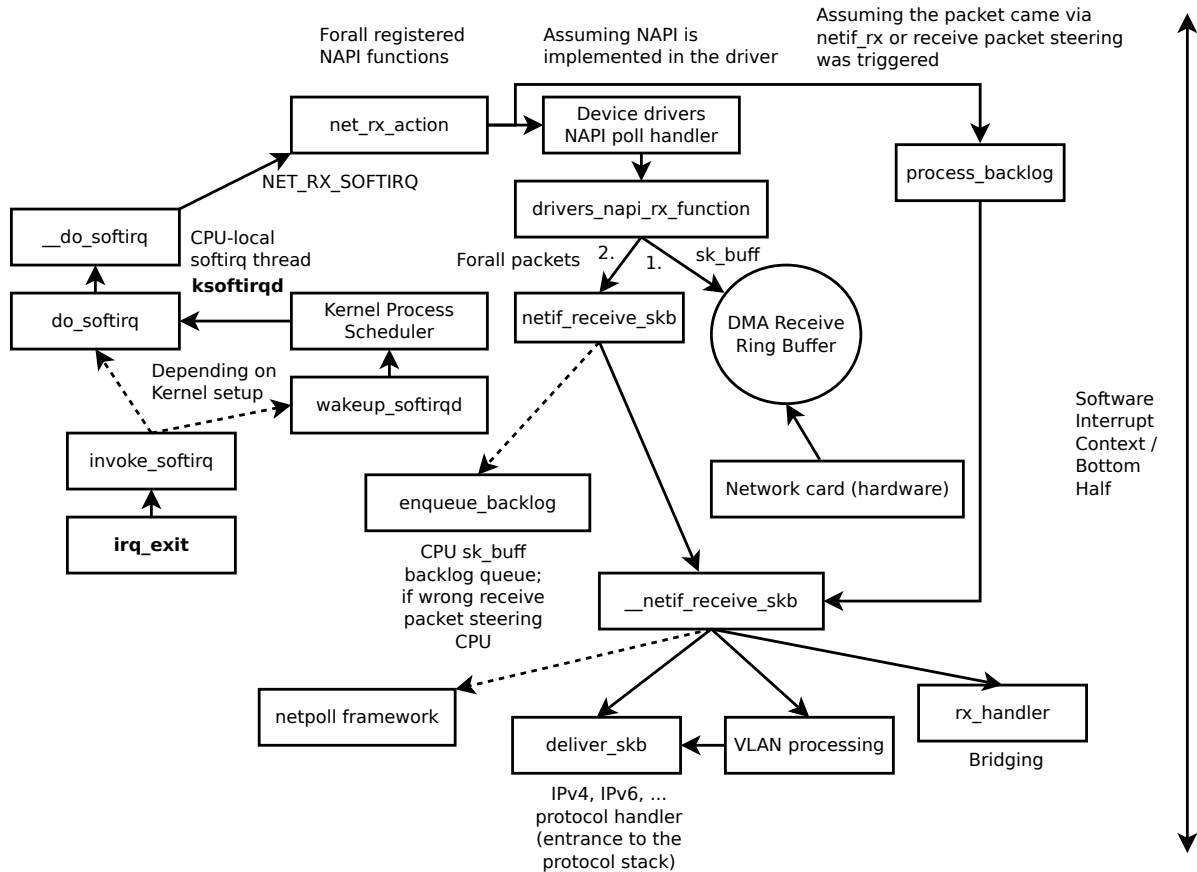 Forall registered
NAPI functions
Assuming NAPI is
implemented in the driver
Assuming the packet came via
netif_rx or receive packet steering
was triggered
net_rx_action
Device drivers
NAPI poll handler
process_backlog
NET_RX_SOFTIRQ
drivers_napi_rx_function
__do_softirq
CPU-local
softirq thread
ksoftirqd
Forall packets
2.
1.
sk_buff
do_softirq
Kernel Process
Scheduler
netif_receive_skb
DMA Receive
Ring Buffer
Depending on
Kernel setup
wakeup_softirqd
Software
Interrupt
Context /
Bottom
Half
invoke_softirq
enqueue_backlog
Network card (hardware)
irq_exit
CPU sk_buff
backlog queue;
if wrong receive
packet steering
CPU
__netif_receive_skb
netpoll framework
deliver_skb
VLAN processing
rx_handler
Bridging
IPv4, IPv6, ...
protocol handler
(entrance to the
protocol stack)